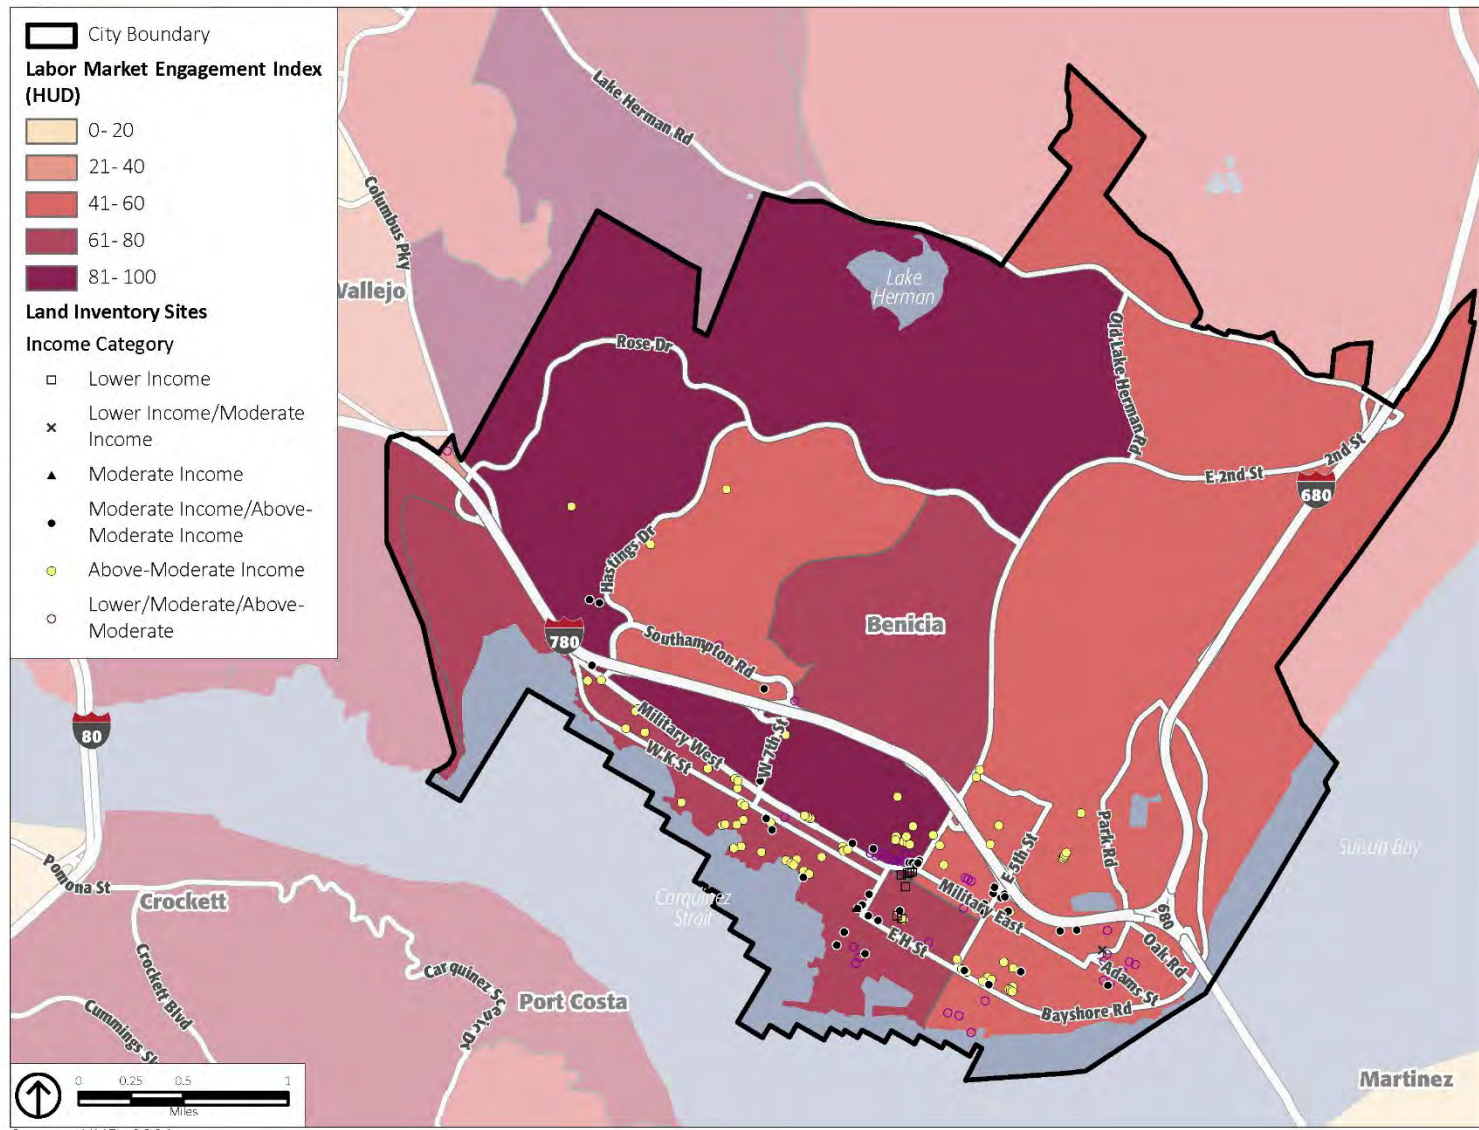 City Boundary
Labor Market Engagement Index
(HUD)
0- 20
21- 40
41- 60
61- 80
81- 100
Land Inventory Sites
Income Category
Lower Income
Lower Income/Moderate
Income
Moderate Income
Moderate Income/Above-
Moderate Income
Above-Moderate Income
Lower/Moderate/Above-
Moderate
Lake Herman Rd
Columbus Pky
Vallejo
Lake
Herman
Rose Dr
Old Lake Herman Rd
E 2nd St
2nd St
680
Hastings Dr
Benicia
780
Southampton Rd
Military West
W K St
W 7th St
80
Park Rd
E 5th St
Suisun Bay
Pomona St
Crockett
Carquinez
Strait
Military East
680
E H St
Oak Rd
Adams St
Bayshore Rd
Crockett Blvd
Carquinez Scenic Dr
Port Costa
Cummings Sk
Martinez
0 0.25 0.5 1
Miles